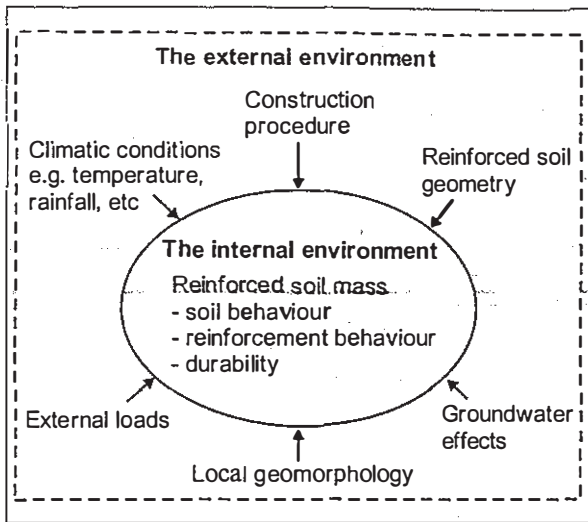 The external environment
Construction
procedure
Climatic conditions
e.g. temperature,
rainfall, etc
Reinforced soil
geometry
The internal environment
Reinforced soil mass
- soil behaviour
- reinforcement behaviour
- durability
External loads
Groundwater
effects
Local geomorphology